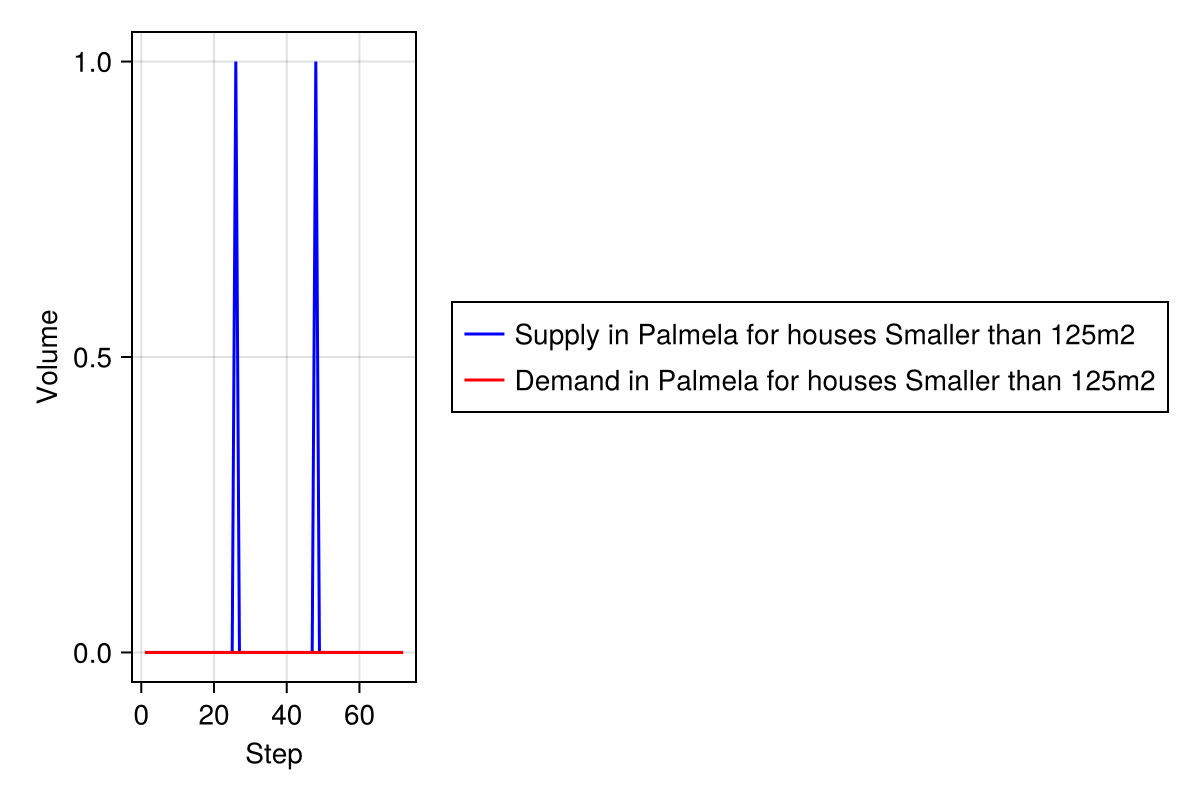 1.0
0.5
0.0
Volume
0 20 40 60
Step
Supply in Palmela for houses Smaller than 125m2
Demand in Palmela for houses Smaller than 125m2